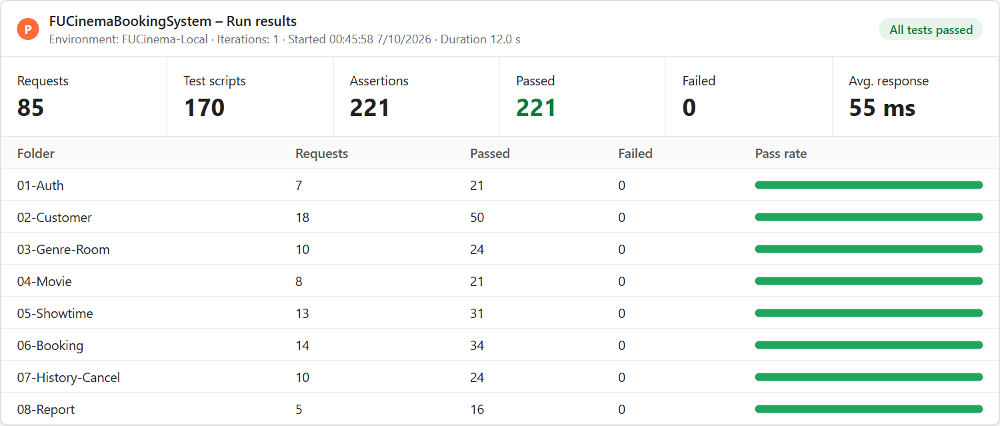 P
FUCinemaBookingSystem – Run results
Environment: FUCinema-Local · Iterations: 1 · Started 00:45:58 7/10/2026 · Duration 12.0 s
All tests passed
Requests
85
Test scripts
170
Assertions
221
Passed
221
Failed
0
Avg. response
55 ms
Folder Requests Passed Failed Pass rate
01-Auth 7 21 0
02-Customer 18 50 0
03-Genre-Room 10 24 0
04-Movie 8 21 0
05-Showtime 13 31 0
06-Booking 14 34 0
07-History-Cancel 10 24 0
08-Report 5 16 0